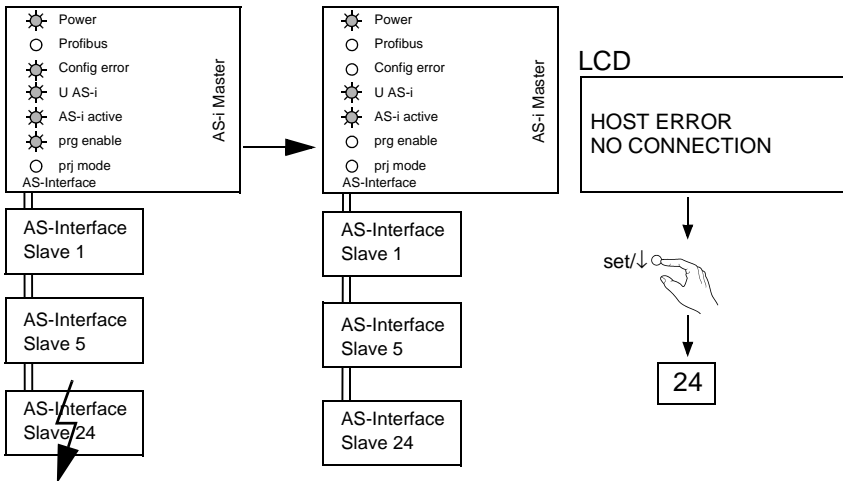 Power
Profibus
Config error
U AS-i
AS-i active
prg enable
prj mode
AS-Interface
AS-i Master
AS-Interface
Slave 1
AS-Interface
Slave 5
AS-Interface
Slave 24
Power
Profibus
Config error
U AS-i
AS-i active
prg enable
prj mode
AS-Interface
AS-i Master
AS-Interface
Slave 1
AS-Interface
Slave 5
AS-Interface
Slave 24
LCD
HOST ERROR
NO CONNECTION
set/↓
24